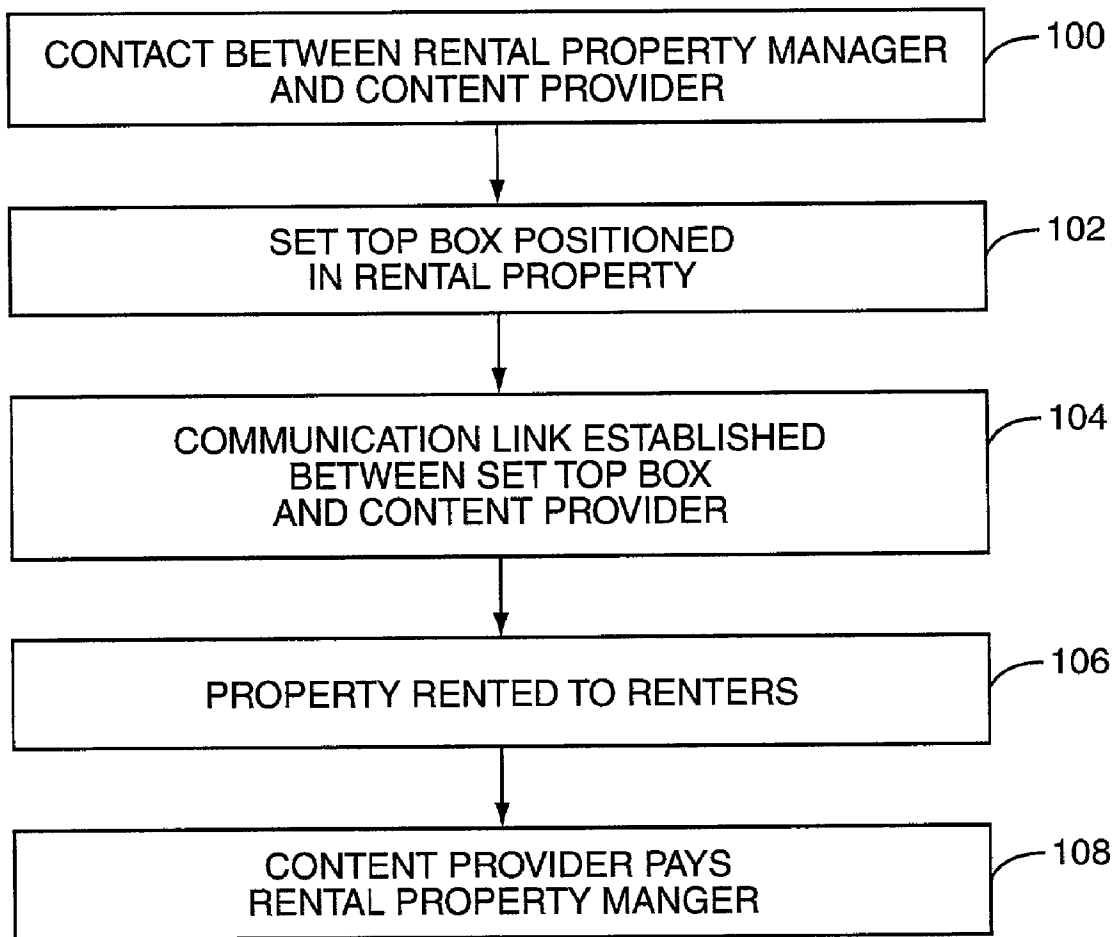 CONTACT BETWEEN RENTAL PROPERTY MANAGER
AND CONTENT PROVIDER
100
SET TOP BOX POSITIONED
IN RENTAL PROPERTY
102
COMMUNICATION LINK ESTABLISHED
BETWEEN SET TOP BOX
AND CONTENT PROVIDER
104
PROPERTY RENTED TO RENTERS
106
CONTENT PROVIDER PAYS
RENTAL PROPERTY MANGER
108